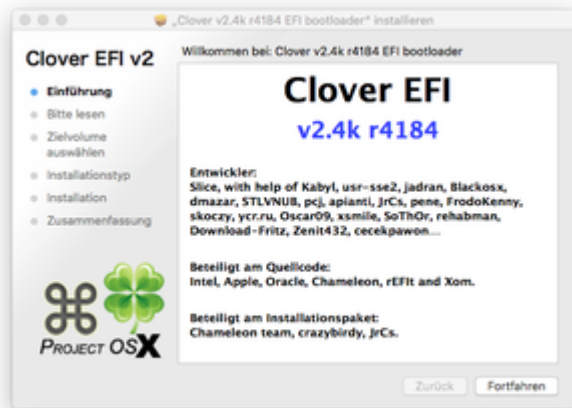 „Clover v2.4k r4184 EFI bootloader“ installieren
Clover EFI v2
Willkommen bei: Clover v2.4k r4184 EFI bootloader
Einführung
Bitte lesen
Zielvolume
auswählen
Installationstyp
Installation
Zusammenfassung
PROJECT OSX
Clover EFI
v2.4k r4184
Entwickler:
Slice, with help of Kabyl, usr-sse2, jadran, Blackosx,
dmazar, STLVNUB, pcj, apianti, JrCs, pene, FrodoKenny,
skoczy, ycr.ru, Oscar09, xsmile, SoThOr, rehabman,
Download-Fritz, Zenit432, cecekpawon...
Beteiligt am Quellcode:
Intel, Apple, Oracle, Chameleon, rEFIt and Xom.
Beteiligt am Installationspaket:
Chameleon team, crazybirdy, JrCs.
Zurück
Fortfahren